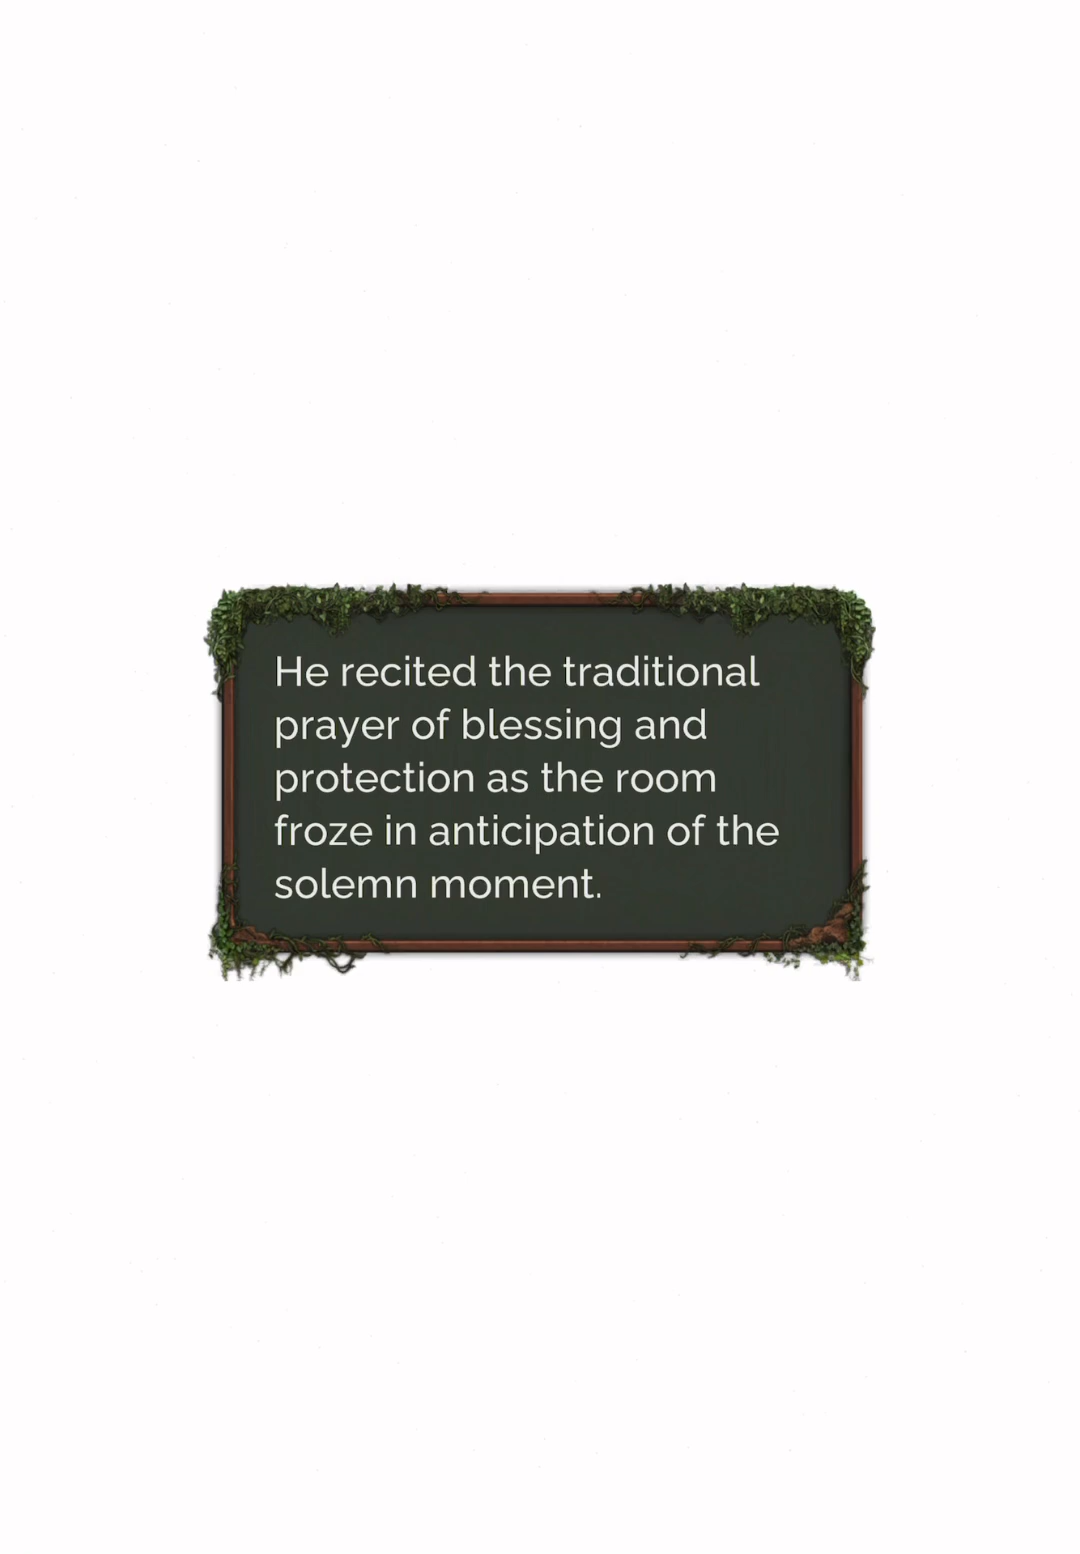 He recited the traditional
prayer of blessing and
protection as the room
froze in anticipation of the
solemn moment.